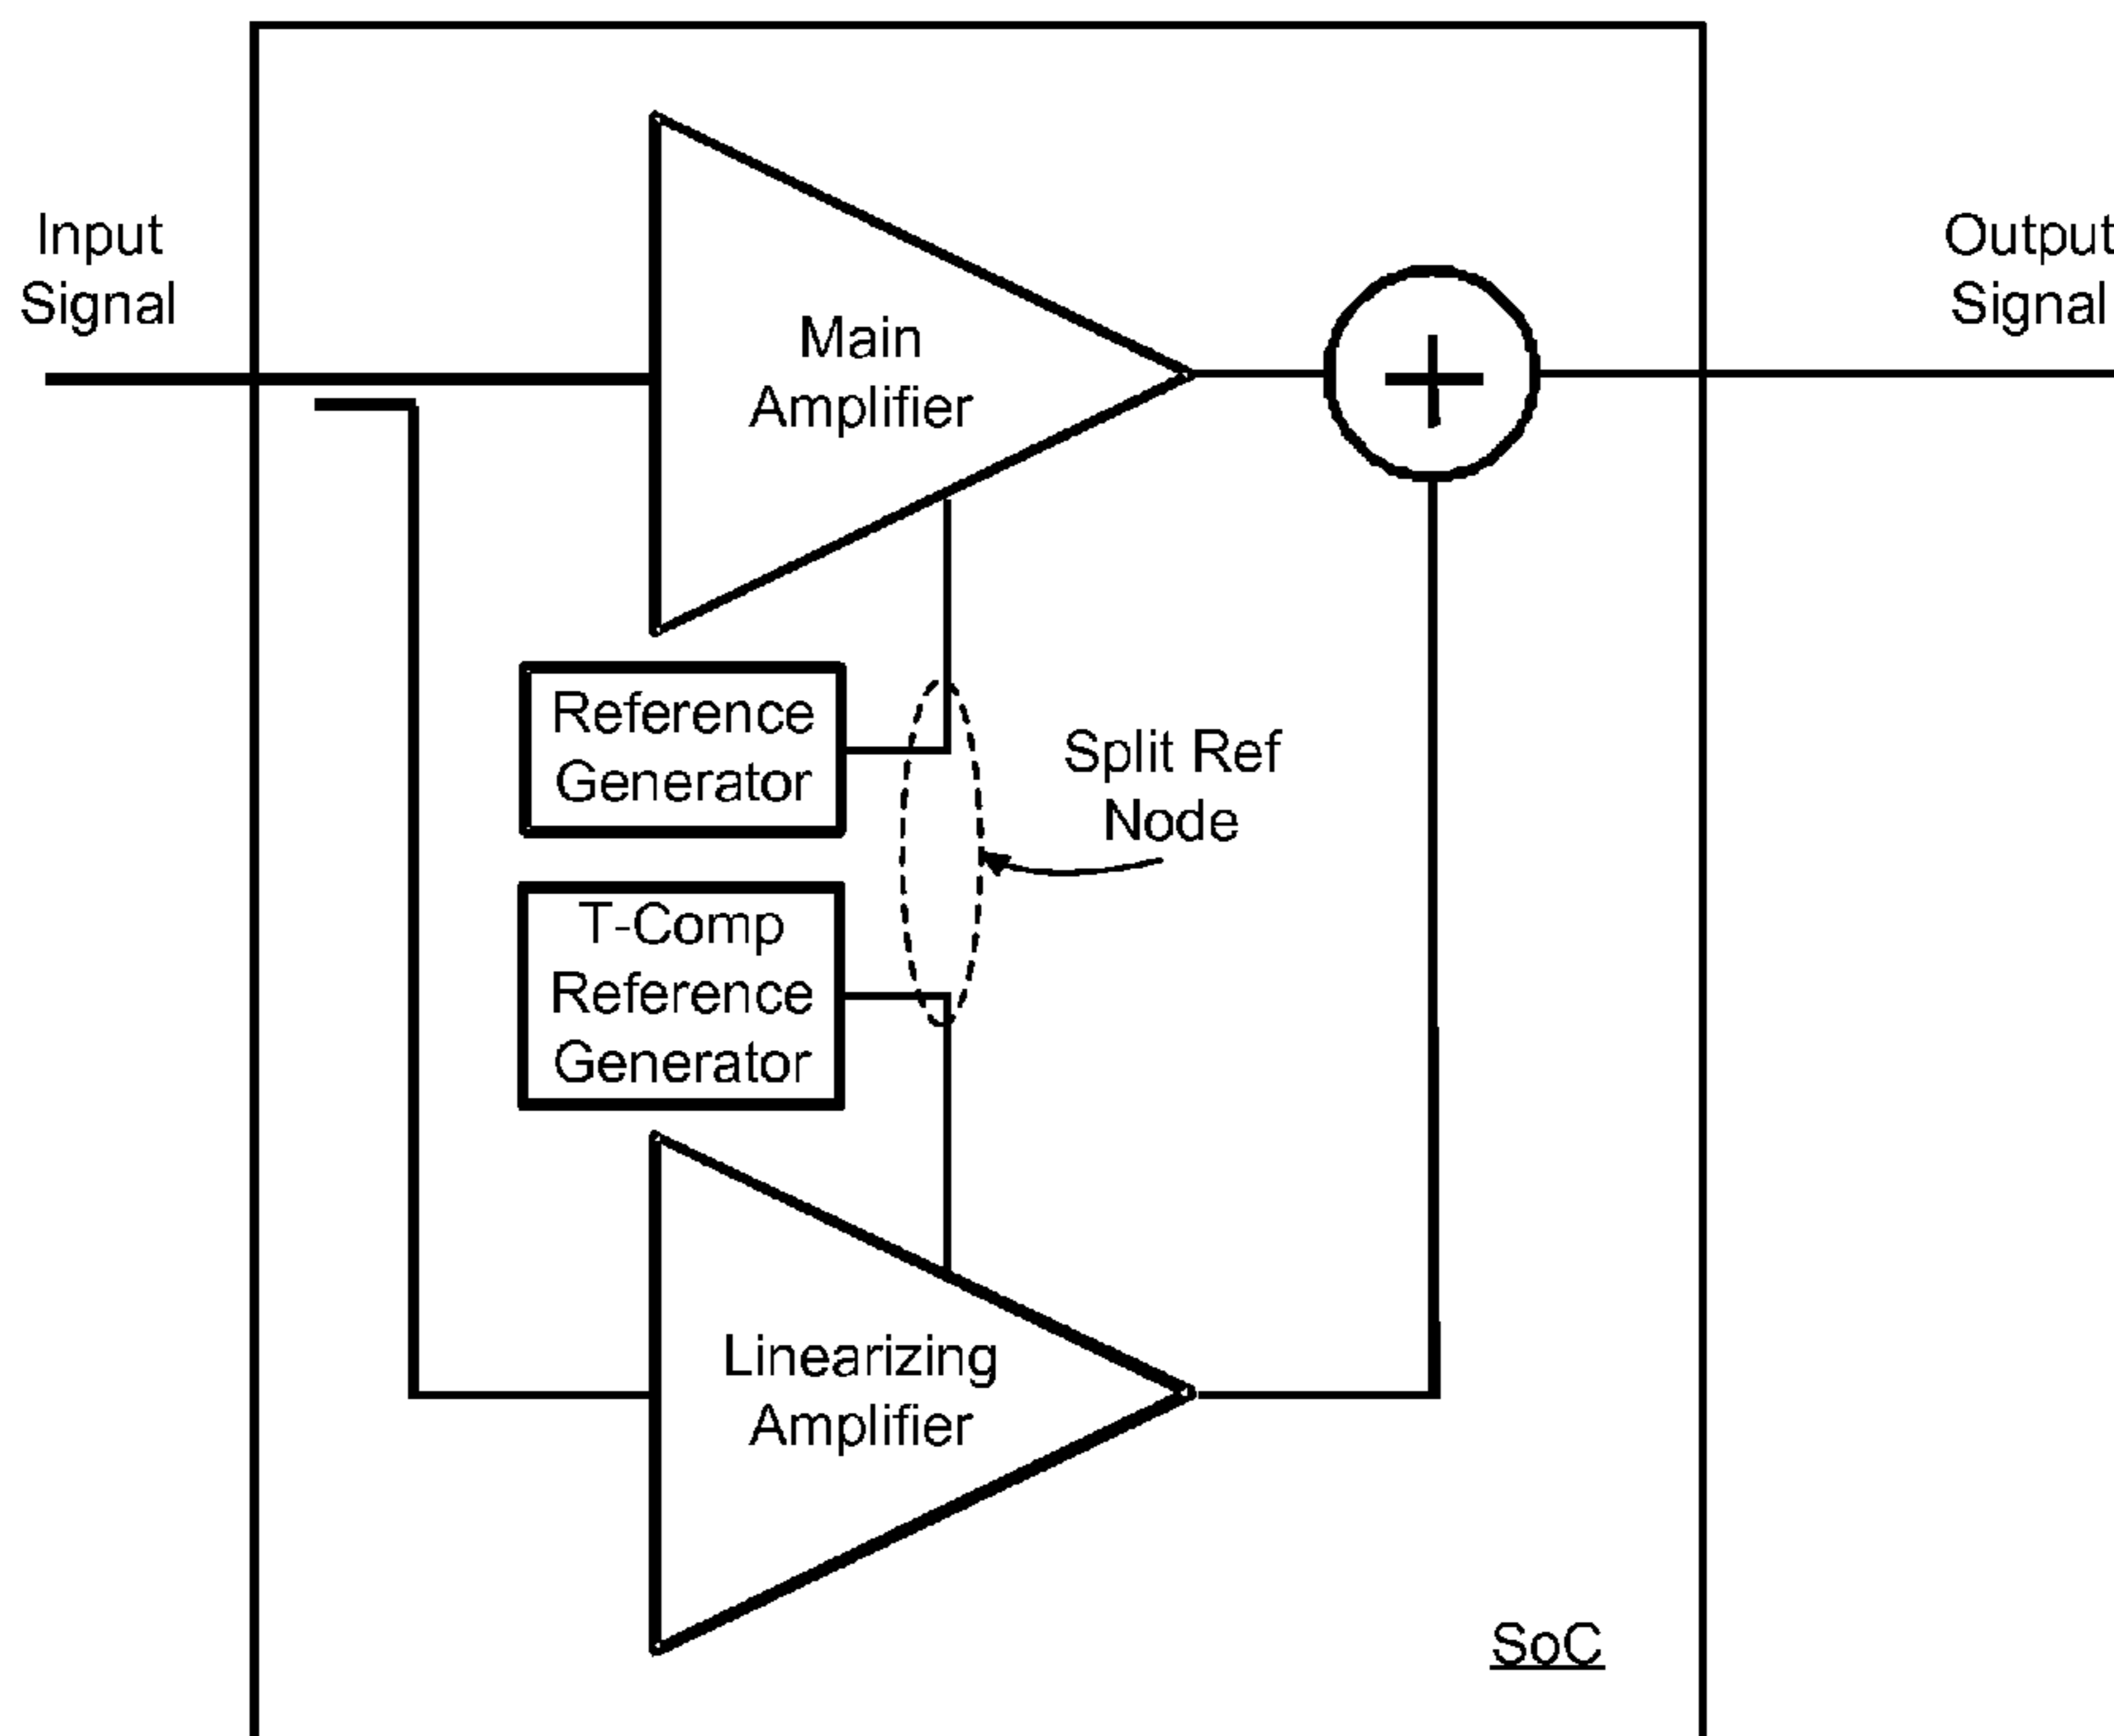 Input
Signal
Output
Signal
Main
Amplifier
+
Reference
Generator
Split Ref
Node
T-Comp
Reference
Generator
Linearizing
Amplifier
SoC